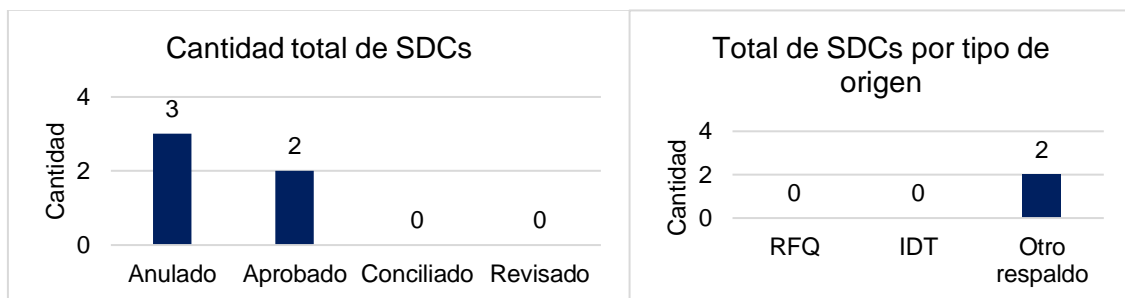 Cantidad total de SDCs
Cantidad
4
2
0
3
2
0
0
Anulado
Aprobado
Conciliado
Revisado
Total de SDCs por tipo de
origen
Cantidad
4
2
0
0
0
2
RFQ
IDT
Otro
respaldo